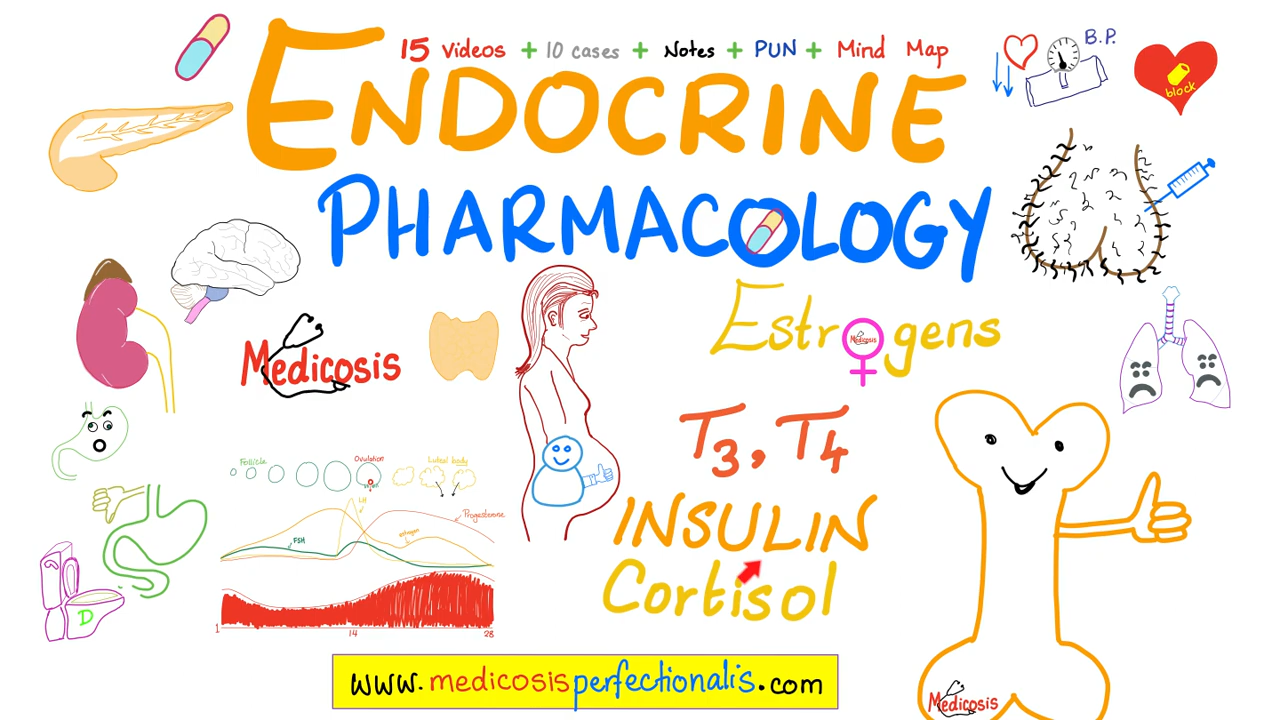 15 Videos + 10 cases + Notes + PUN + Mind Map
ENDOCRINE
PHARMACOLOGY
B.P.
block
Estrogens
Medicosis
Medicosis
T3, T4
INSULIN
Cortisol
Follicle
Ovulation
Luteal body
LH
FSH
estrogen
Progesterone
1
14
28
D
www.medicosisperfectionalis.com
Medicosis